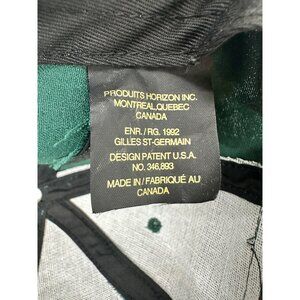 PRODUITS HORIZON INC.
MONTREAL,QUEBEC
CANADA
ENR./RG. 1992
GILLES ST-GERMAIN
DESIGN PATENT U.S.A.
NO. 346,893
MADE IN / FABRIQUÉ AU
CANADA